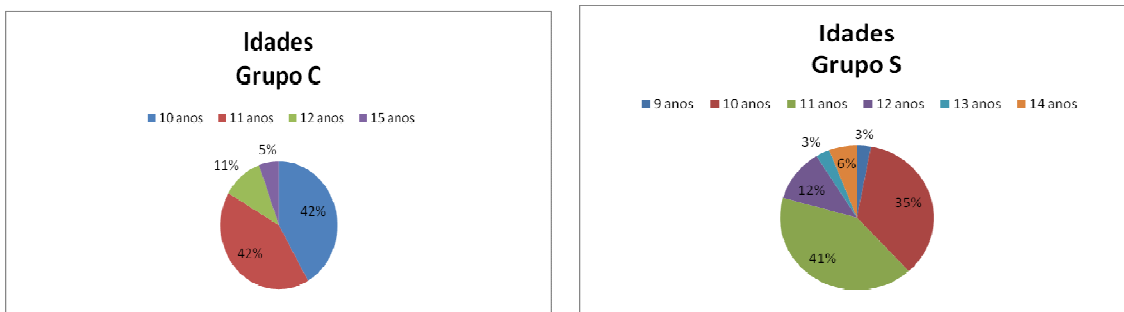 Idades
Grupo C
10 anos 11 anos 12 anos 15 anos
5%
11%
42%
42%
Idades
Grupo S
9 anos 10 anos 11 anos 12 anos 13 anos 14 anos
3%
3%
6%
12%
35%
41%